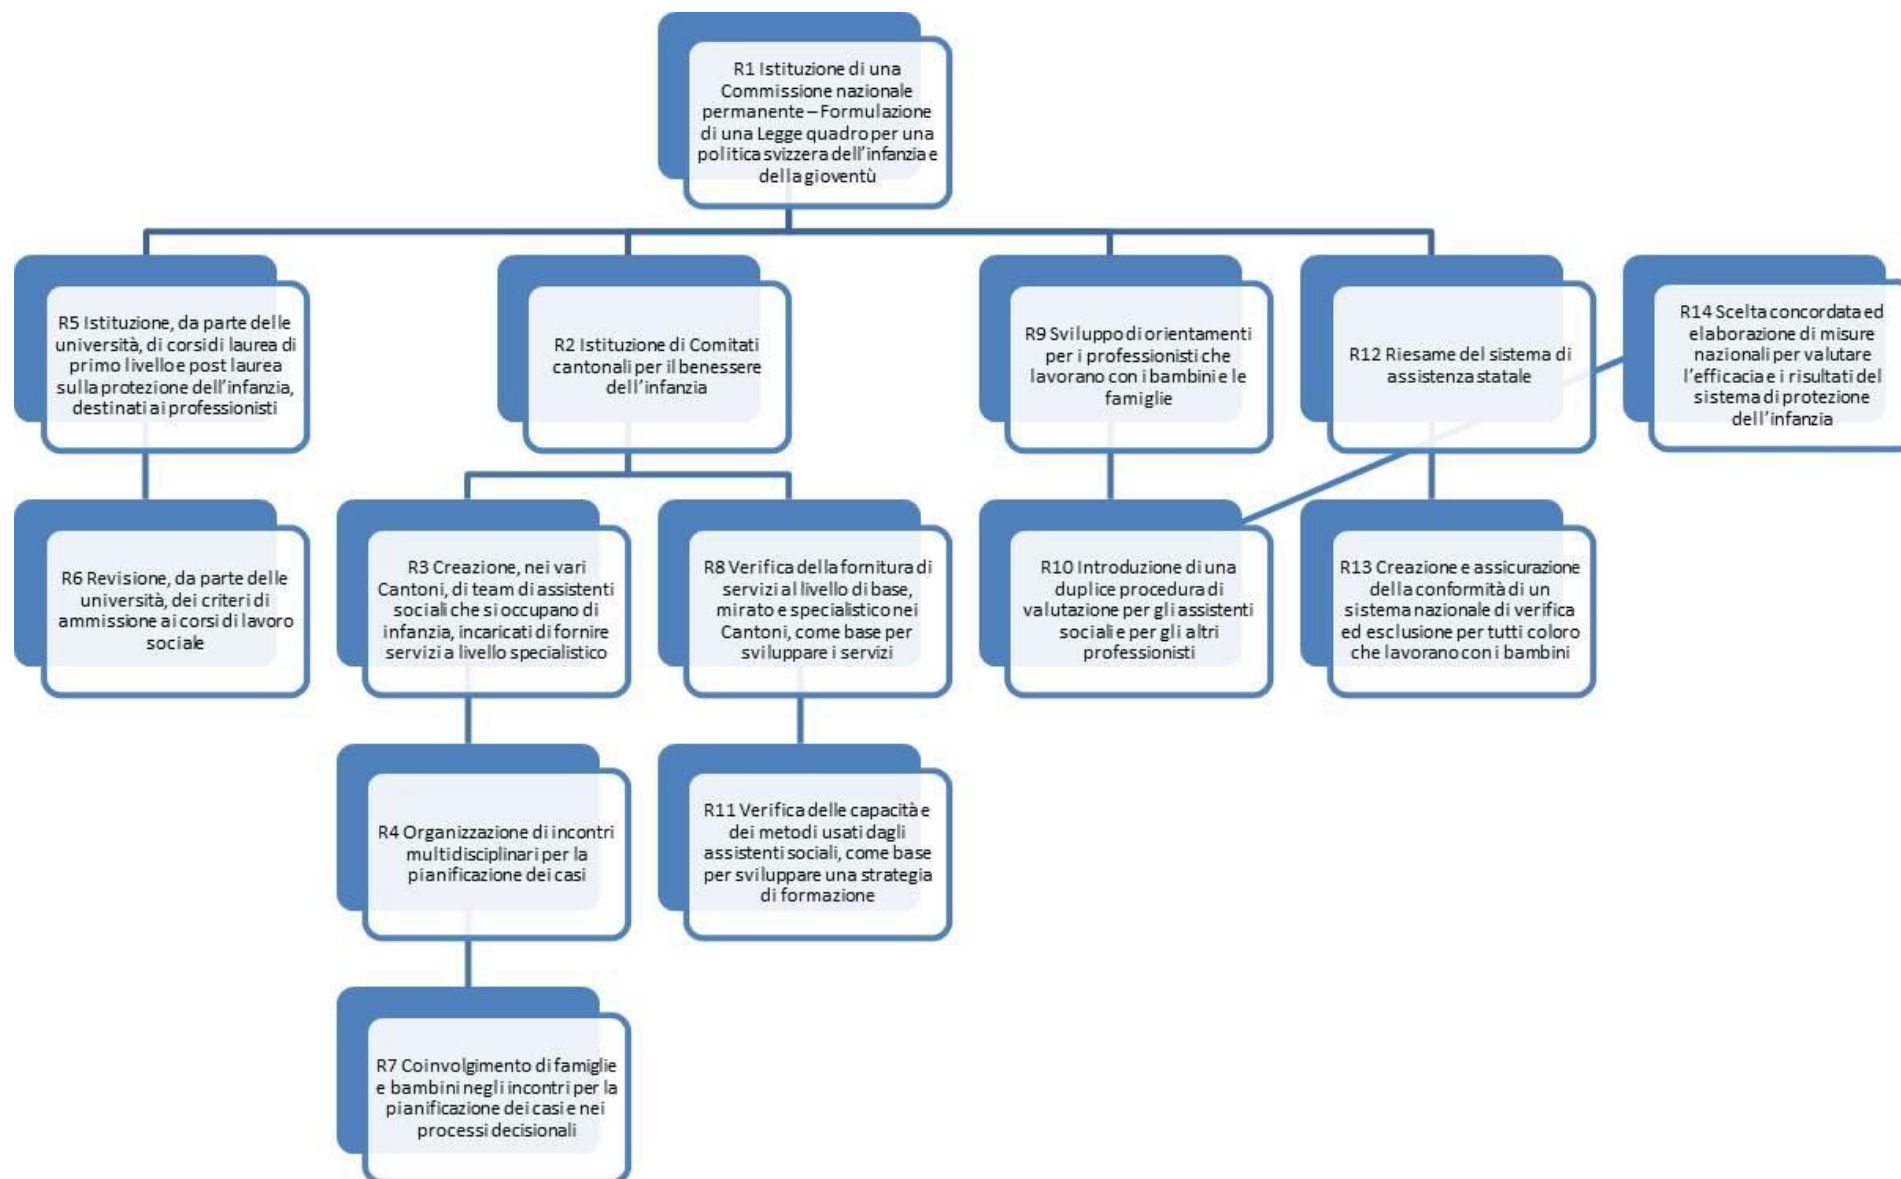 R1 Istituzione di una
Commissione nazionale
permanente – Formulazione
di una Legge quadro per una
politica svizzera dell'infanzia e
della gioventù
R5 Istituzione, da parte delle
università, di corsi di laurea di
primo livello e post laurea
sulla protezione dell'infanzia,
destinati ai professionisti
R2 Istituzione di Comitati
cantonali per il benessere
dell'infanzia
R9 Sviluppo di orientamenti
per i professionisti che
lavorano con i bambini e le
famiglie
R12 Riesame del sistema di
assistenza statale
R14 Scelta concordata ed
elaborazione di misure
nazionali per valutare
l'efficacia e i risultati del
sistema di protezione
dell'infanzia
R6 Revisione, da parte delle
università, dei criteri di
ammissione ai corsi di lavoro
sociale
R3 Creazione, nei vari
Cantoni, di team di assistenti
sociali che si occupano di
infanzia, incaricati di fornire
servizi a livello specialistico
R8 Verifica della fornitura di
servizi al livello di base,
mirato e specialistico nei
Cantoni, come base per
sviluppare i servizi
R10 Introduzione di una
duplice procedura di
valutazione per gli assistenti
sociali e per gli altri
professionisti
R13 Creazione e assicurazione
della conformità di un
sistema nazionale di verifica
ed esclusione per tutti coloro
che lavorano con i bambini
R4 Organizzazione di incontri
multidisciplinari per la
pianificazione dei casi
R11 Verifica delle capacità e
dei metodi usati dagli
assistenti sociali, come base
per sviluppare una strategia
di formazione
R7 Coinvolgimento di famiglie
e bambini negli incontri per la
pianificazione dei casi e nei
processi decisionali